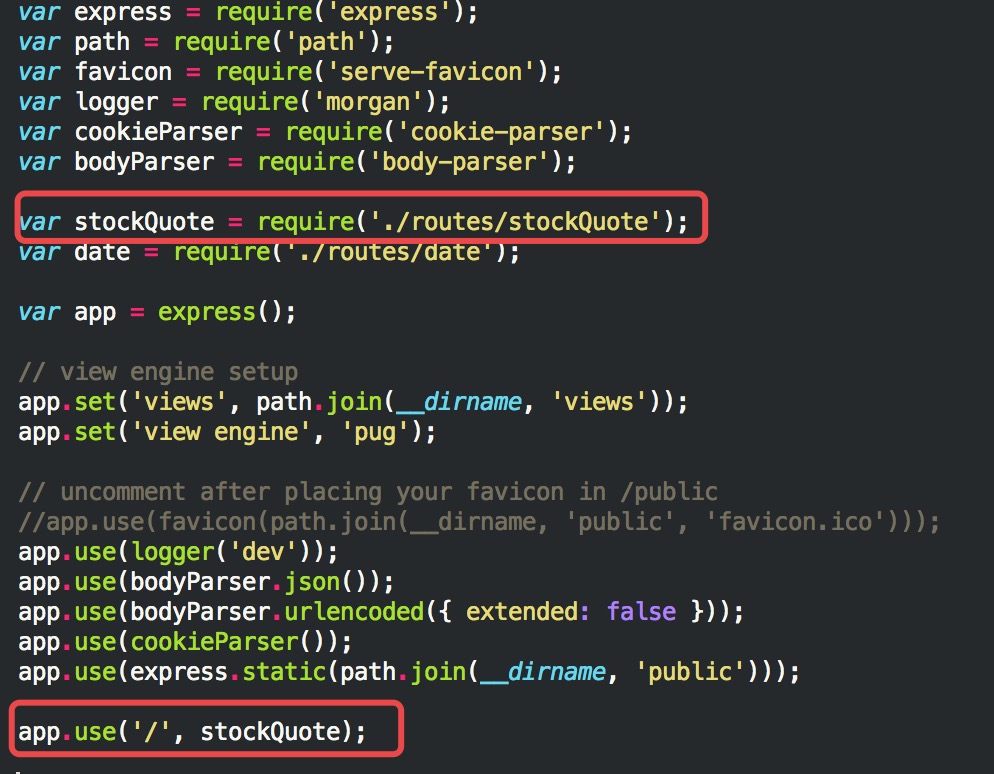 var express = require('express');
var path = require('path');
var favicon = require('serve-favicon');
var logger = require('morgan');
var cookieParser = require('cookie-parser');
var bodyParser = require('body-parser');
var stockQuote = require('./routes/stockQuote');
var date = require('./routes/date');
var app = express();
// view engine setup
app.set('views', path.join(__dirname, 'views'));
app.set('view engine', 'pug');
// uncomment after placing your favicon in /public
//app.use(favicon(path.join(__dirname, 'public', 'favicon.ico')));
app.use(logger('dev'));
app.use(bodyParser.json());
app.use(bodyParser.urlencoded({ extended: false }));
app.use(cookieParser());
app.use(express.static(path.join(__dirname, 'public')));
app.use('/', stockQuote);